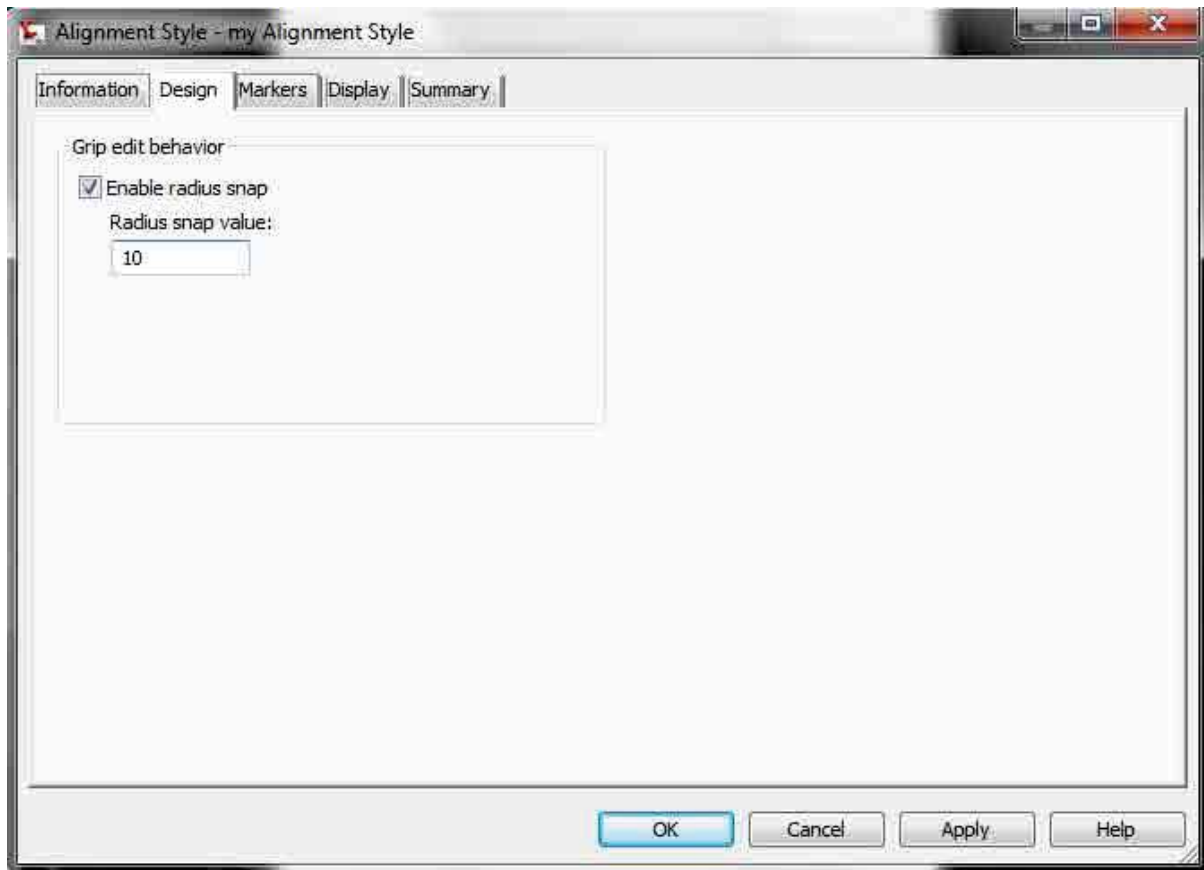 Alignment Style - my Alignment Style
Information Design Markers Display Summary
Grip edit behavior
Enable radius snap
Radius snap value:
10
OK Cancel Apply Help